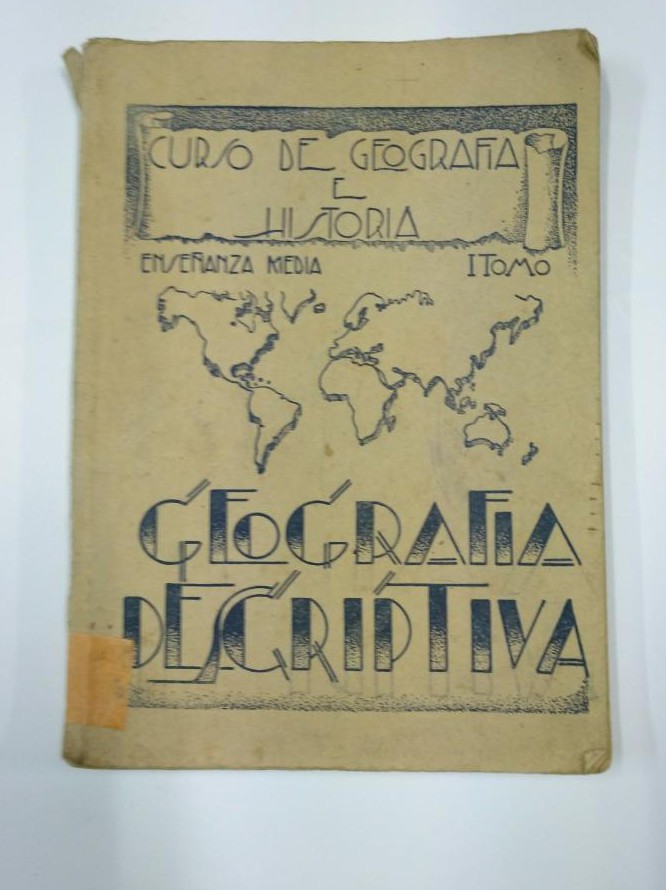 CURSO DE GEOGRAFIA
E
HISTORIA
ENSEÑANZA MEDIA I TOMO
GEOGRAFIA
DESCRIPTIVA